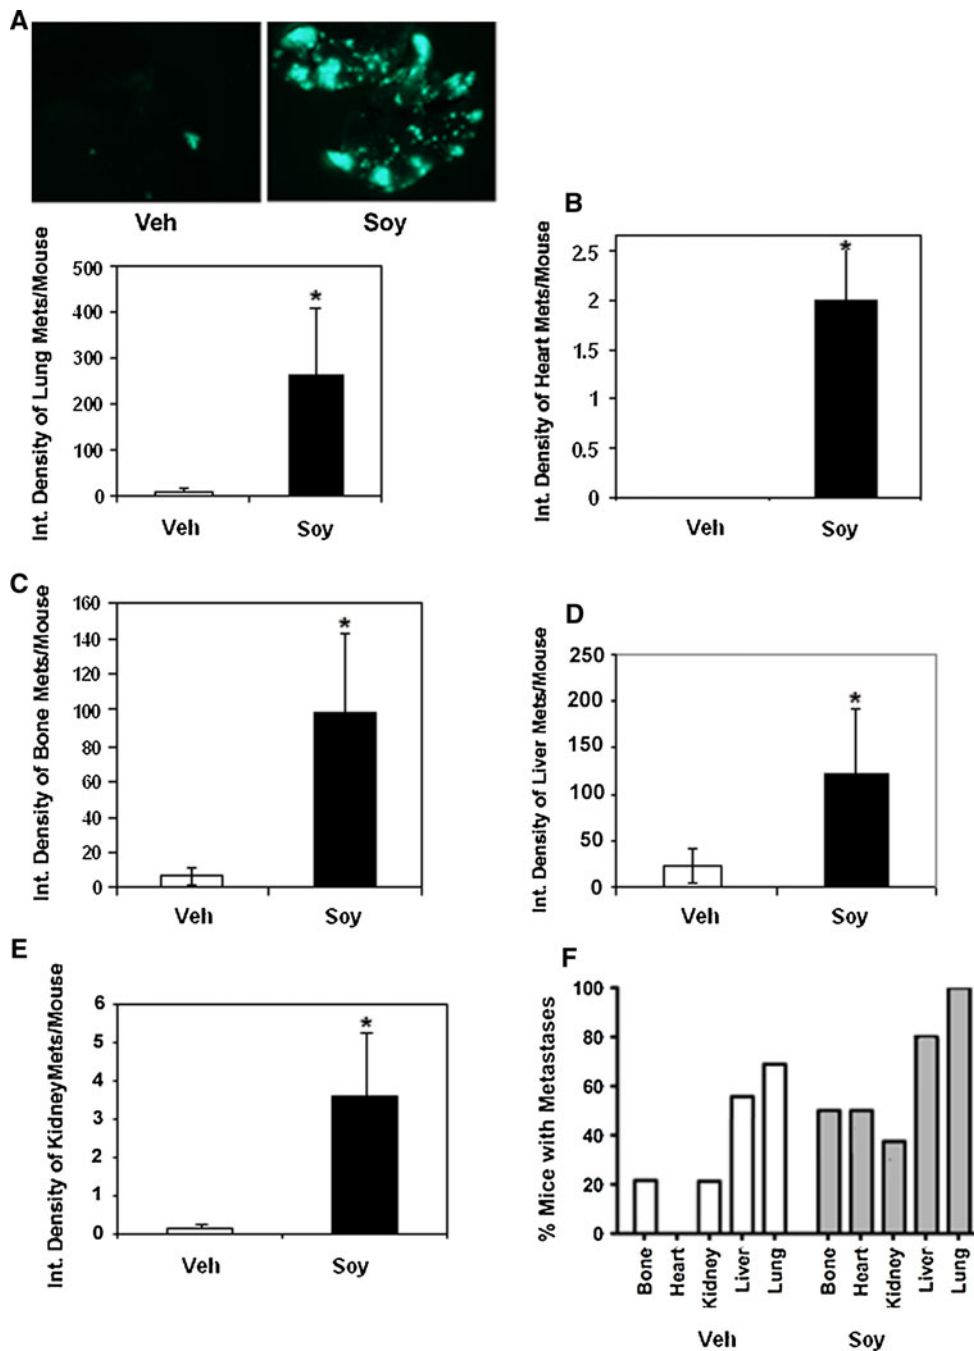 A
Veh
Soy
Int. Density of Lung Mets/Mouse
500
400
300
200
100
0
*
Veh
Soy
B
Int. Density of Heart Mets/Mouse
2.5
2
1.5
1
0.5
0
*
Veh
Soy
C
Int. Density of Bone Mets/Mouse
160
140
120
100
80
60
40
20
0
*
Veh
Soy
D
Int. Density of Liver Mets/Mouse
250
200
150
100
50
0
*
Veh
Soy
E
Int. Density of KidneyMets/Mouse
6
5
4
3
2
1
0
*
Veh
Soy
F
% Mice with Metastases
100
80
60
40
20
0
Bone
Heart
Kidney
Liver
Lung
Bone
Heart
Kidney
Liver
Lung
Veh
Soy